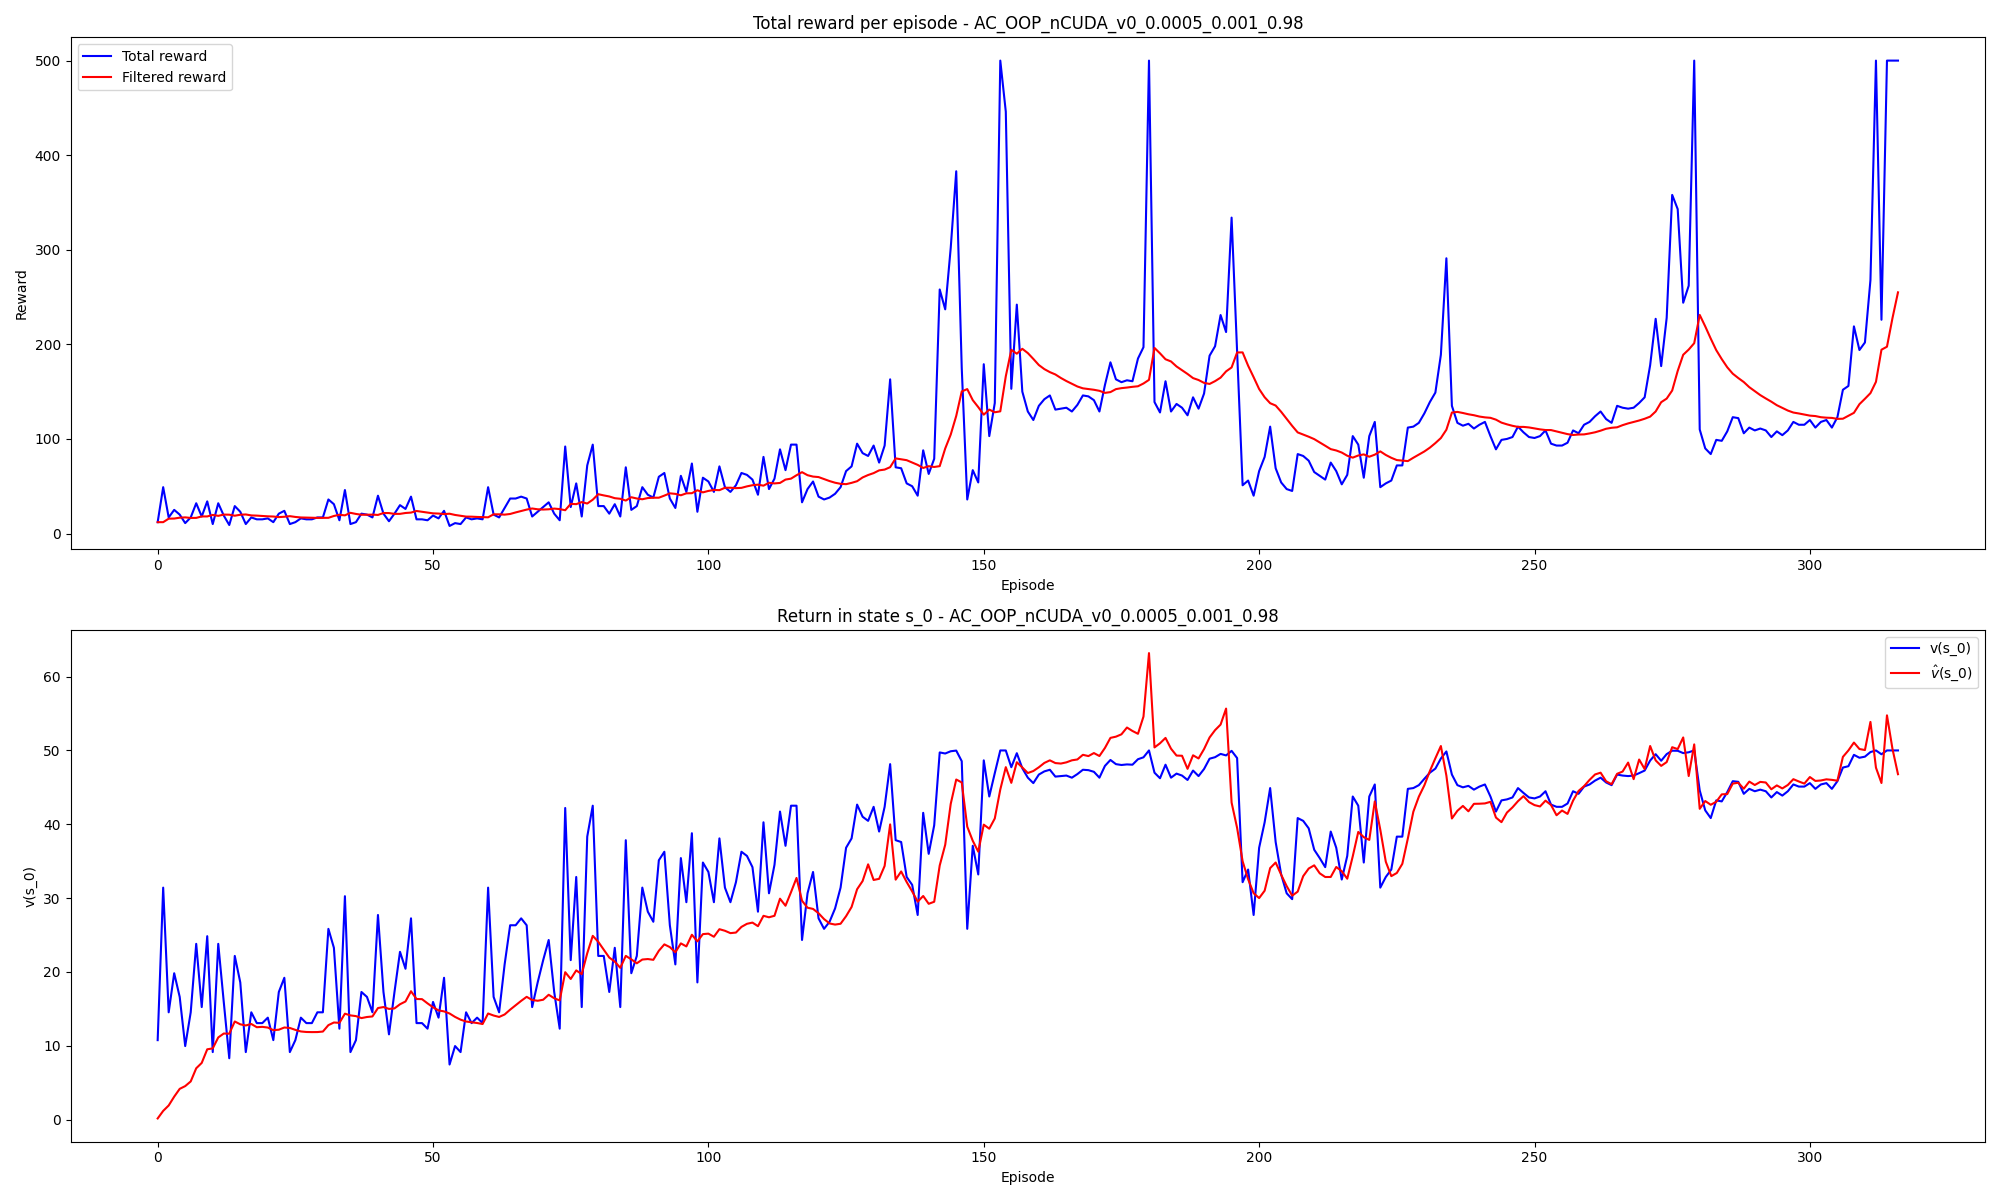 Total reward per episode - AC_OOP_nCUDA_v0_0.0005_0.001_0.98
Total reward
Filtered reward
Reward
500
400
300
200
100
0
0 50 100 150 200 250 300
Episode
Return in state s_0 - AC_OOP_nCUDA_v0_0.0005_0.001_0.98
v(s_0)
v̂(s_0)
v(s_0)
60
50
40
30
20
10
0
0 50 100 150 200 250 300
Episode